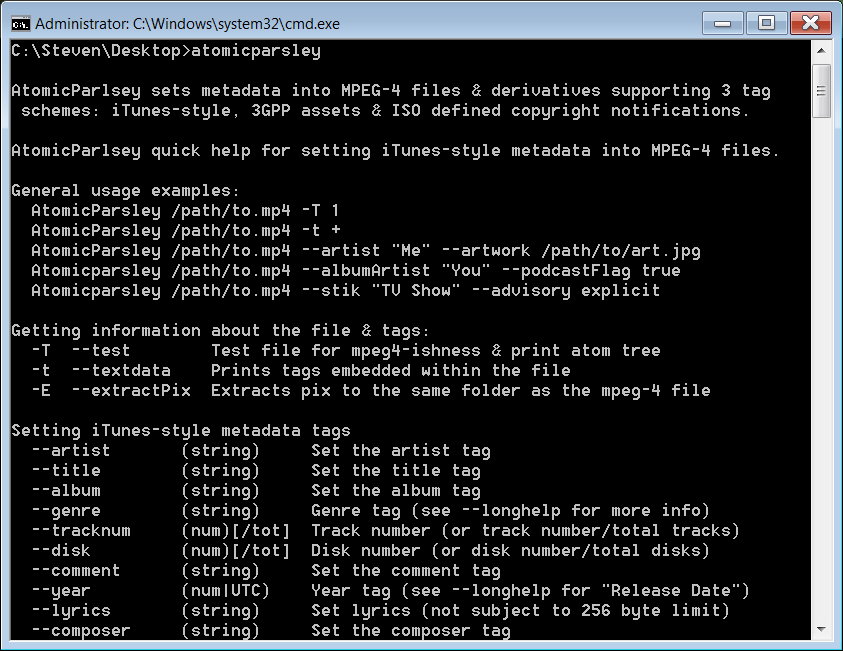 Administrator: C:\Windows\system32\cmd.exe
C:\Steven\Desktop>atomicparsley
AtomicParlsey sets metadata into MPEG-4 files & derivatives supporting 3 tag
schemes: iTunes-style, 3GPP assets & ISO defined copyright notifications.
AtomicParlsey quick help for setting iTunes-style metadata into MPEG-4 files.
General usage examples:
AtomicParsley /path/to.mp4 -T 1
AtomicParsley /path/to.mp4 -t +
AtomicParsley /path/to.mp4 --artist "Me" --artwork /path/to/art.jpg
AtomicParsley /path/to.mp4 --albumArtist "You" --podcastFlag true
Atomicparsley /path/to.mp4 --stik "TV Show" --advisory explicit
Getting information about the file & tags:
-T  --test        Test file for mpeg4-ishness & print atom tree
-t  --textdata    Prints tags embedded within the file
-E  --extractPix  Extracts pix to the same folder as the mpeg-4 file
Setting iTunes-style metadata tags
--artist       (string)     Set the artist tag
--title        (string)     Set the title tag
--album        (string)     Set the album tag
--genre        (string)     Genre tag (see --longhelp for more info)
--tracknum     (num)[/tot]  Track number (or track number/total tracks)
--disk         (num)[/tot]  Disk number (or disk number/total disks)
--comment      (string)     Set the comment tag
--year         (num|UTC)    Year tag (see --longhelp for "Release Date")
--lyrics       (string)     Set lyrics (not subject to 256 byte limit)
--composer     (string)     Set the composer tag